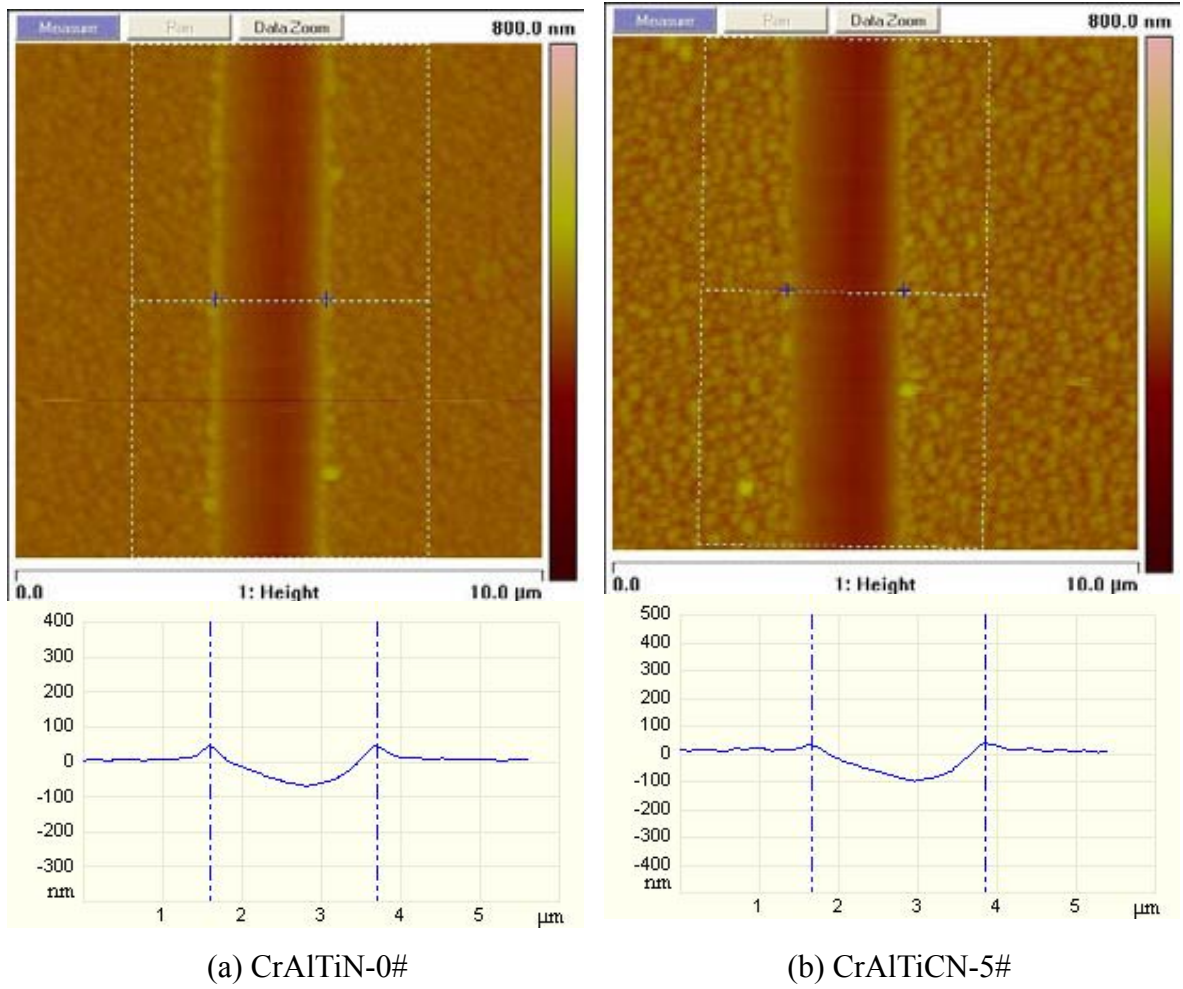 Measure Run Data Zoom 800.0 nm
0.0 1: Height 10.0 µm
400
300
200
100
0
-100
-200
-300
nm
1 2 3 4 5 µm
(a) CrAlTiN-0#
Measure Run Data Zoom 800.0 nm
0.0 1: Height 10.0 µm
500
400
300
200
100
0
-100
-200
-300
-400
nm
1 2 3 4 5 µm
(b) CrAlTiCN-5#